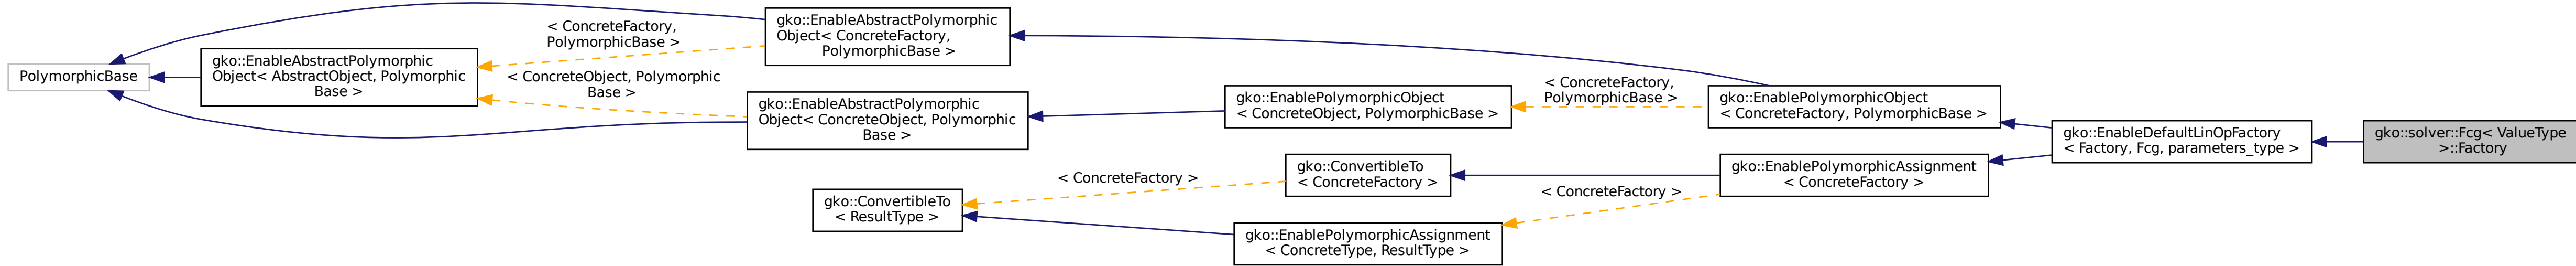 PolymorphicBase
gko::EnableAbstractPolymorphic
Object< AbstractObject, Polymorphic
Base >
< ConcreteFactory,
PolymorphicBase >
< ConcreteObject, Polymorphic
Base >
gko::EnableAbstractPolymorphic
Object< ConcreteFactory,
PolymorphicBase >
gko::EnableAbstractPolymorphic
Object< ConcreteObject, Polymorphic
Base >
gko::ConvertibleTo
< ResultType >
< ConcreteFactory >
gko::EnablePolymorphicObject
< ConcreteObject, PolymorphicBase >
gko::ConvertibleTo
< ConcreteFactory >
gko::EnablePolymorphicAssignment
< ConcreteType, ResultType >
< ConcreteFactory,
PolymorphicBase >
< ConcreteFactory >
gko::EnablePolymorphicObject
< ConcreteFactory, PolymorphicBase >
gko::EnablePolymorphicAssignment
< ConcreteFactory >
gko::EnableDefaultLinOpFactory
< Factory, Fcg, parameters_type >
gko::solver::Fcg< ValueType
>::Factory